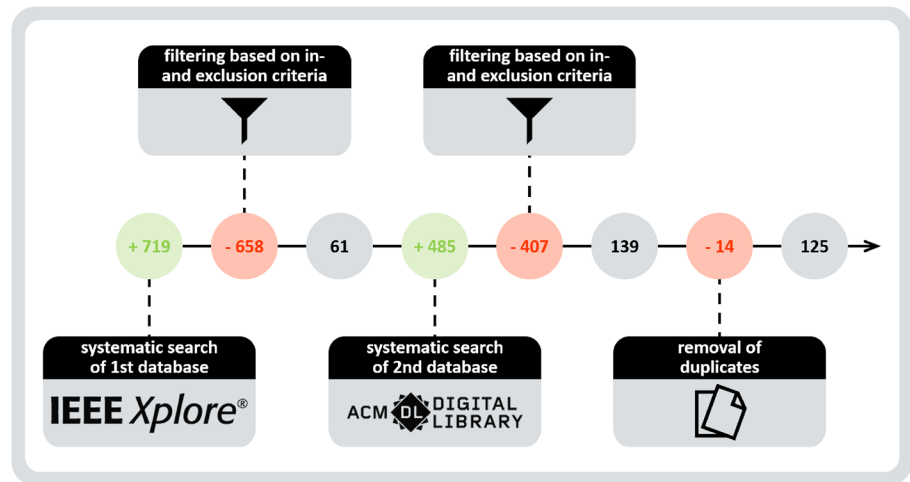 filtering based on in-
and exclusion criteria
filtering based on in-
and exclusion criteria
+ 719
- 658
61
+ 485
- 407
139
- 14
125
systematic search
of 1st database
IEEE Xplore®
systematic search
of 2nd database
ACM DL DIGITAL
LIBRARY
removal of
duplicates